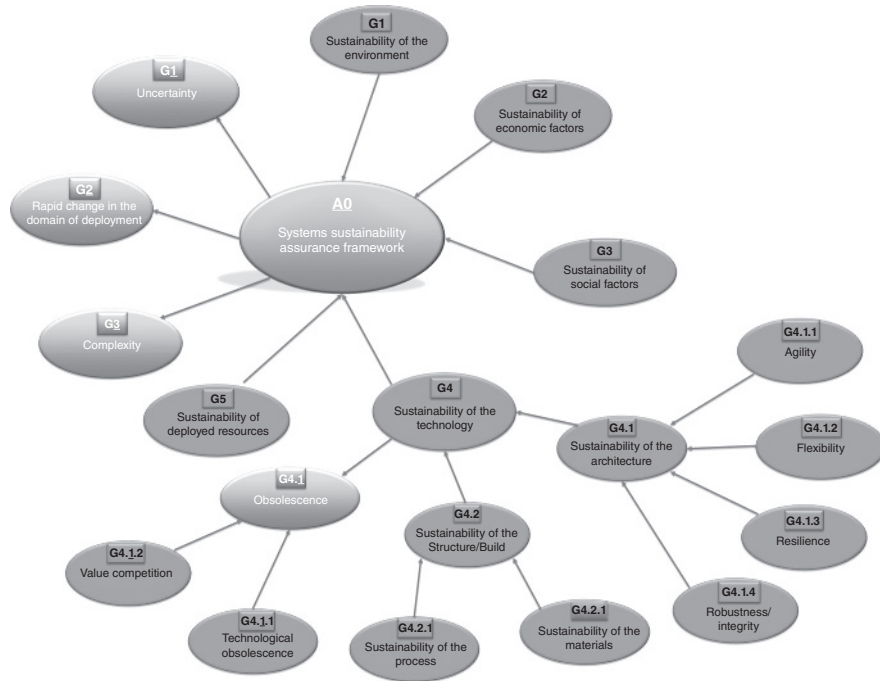 G1
Sustainability of the
environment
G1
Uncertainty
G2
Sustainability of
economic factors
G2
Rapid change in the
domain of deployment
A0
Systems sustainability
assurance framework
G3
Sustainability of
social factors
G3
Complexity
G5
Sustainability of
deployed resources
G4
Sustainability of the
technology
G4.1
Sustainability of the
architecture
G4.1.1
Agility
G4.1.2
Flexibility
G4.1.3
Resilience
G4.1.4
Robustness/
integrity
G4.1
Obsolescence
G4.1.2
Value competition
G4.1.1
Technological
obsolescence
G4.2
Sustainability of the
Structure/Build
G4.2.1
Sustainability of the
process
G4.2.1
Sustainability of the
materials